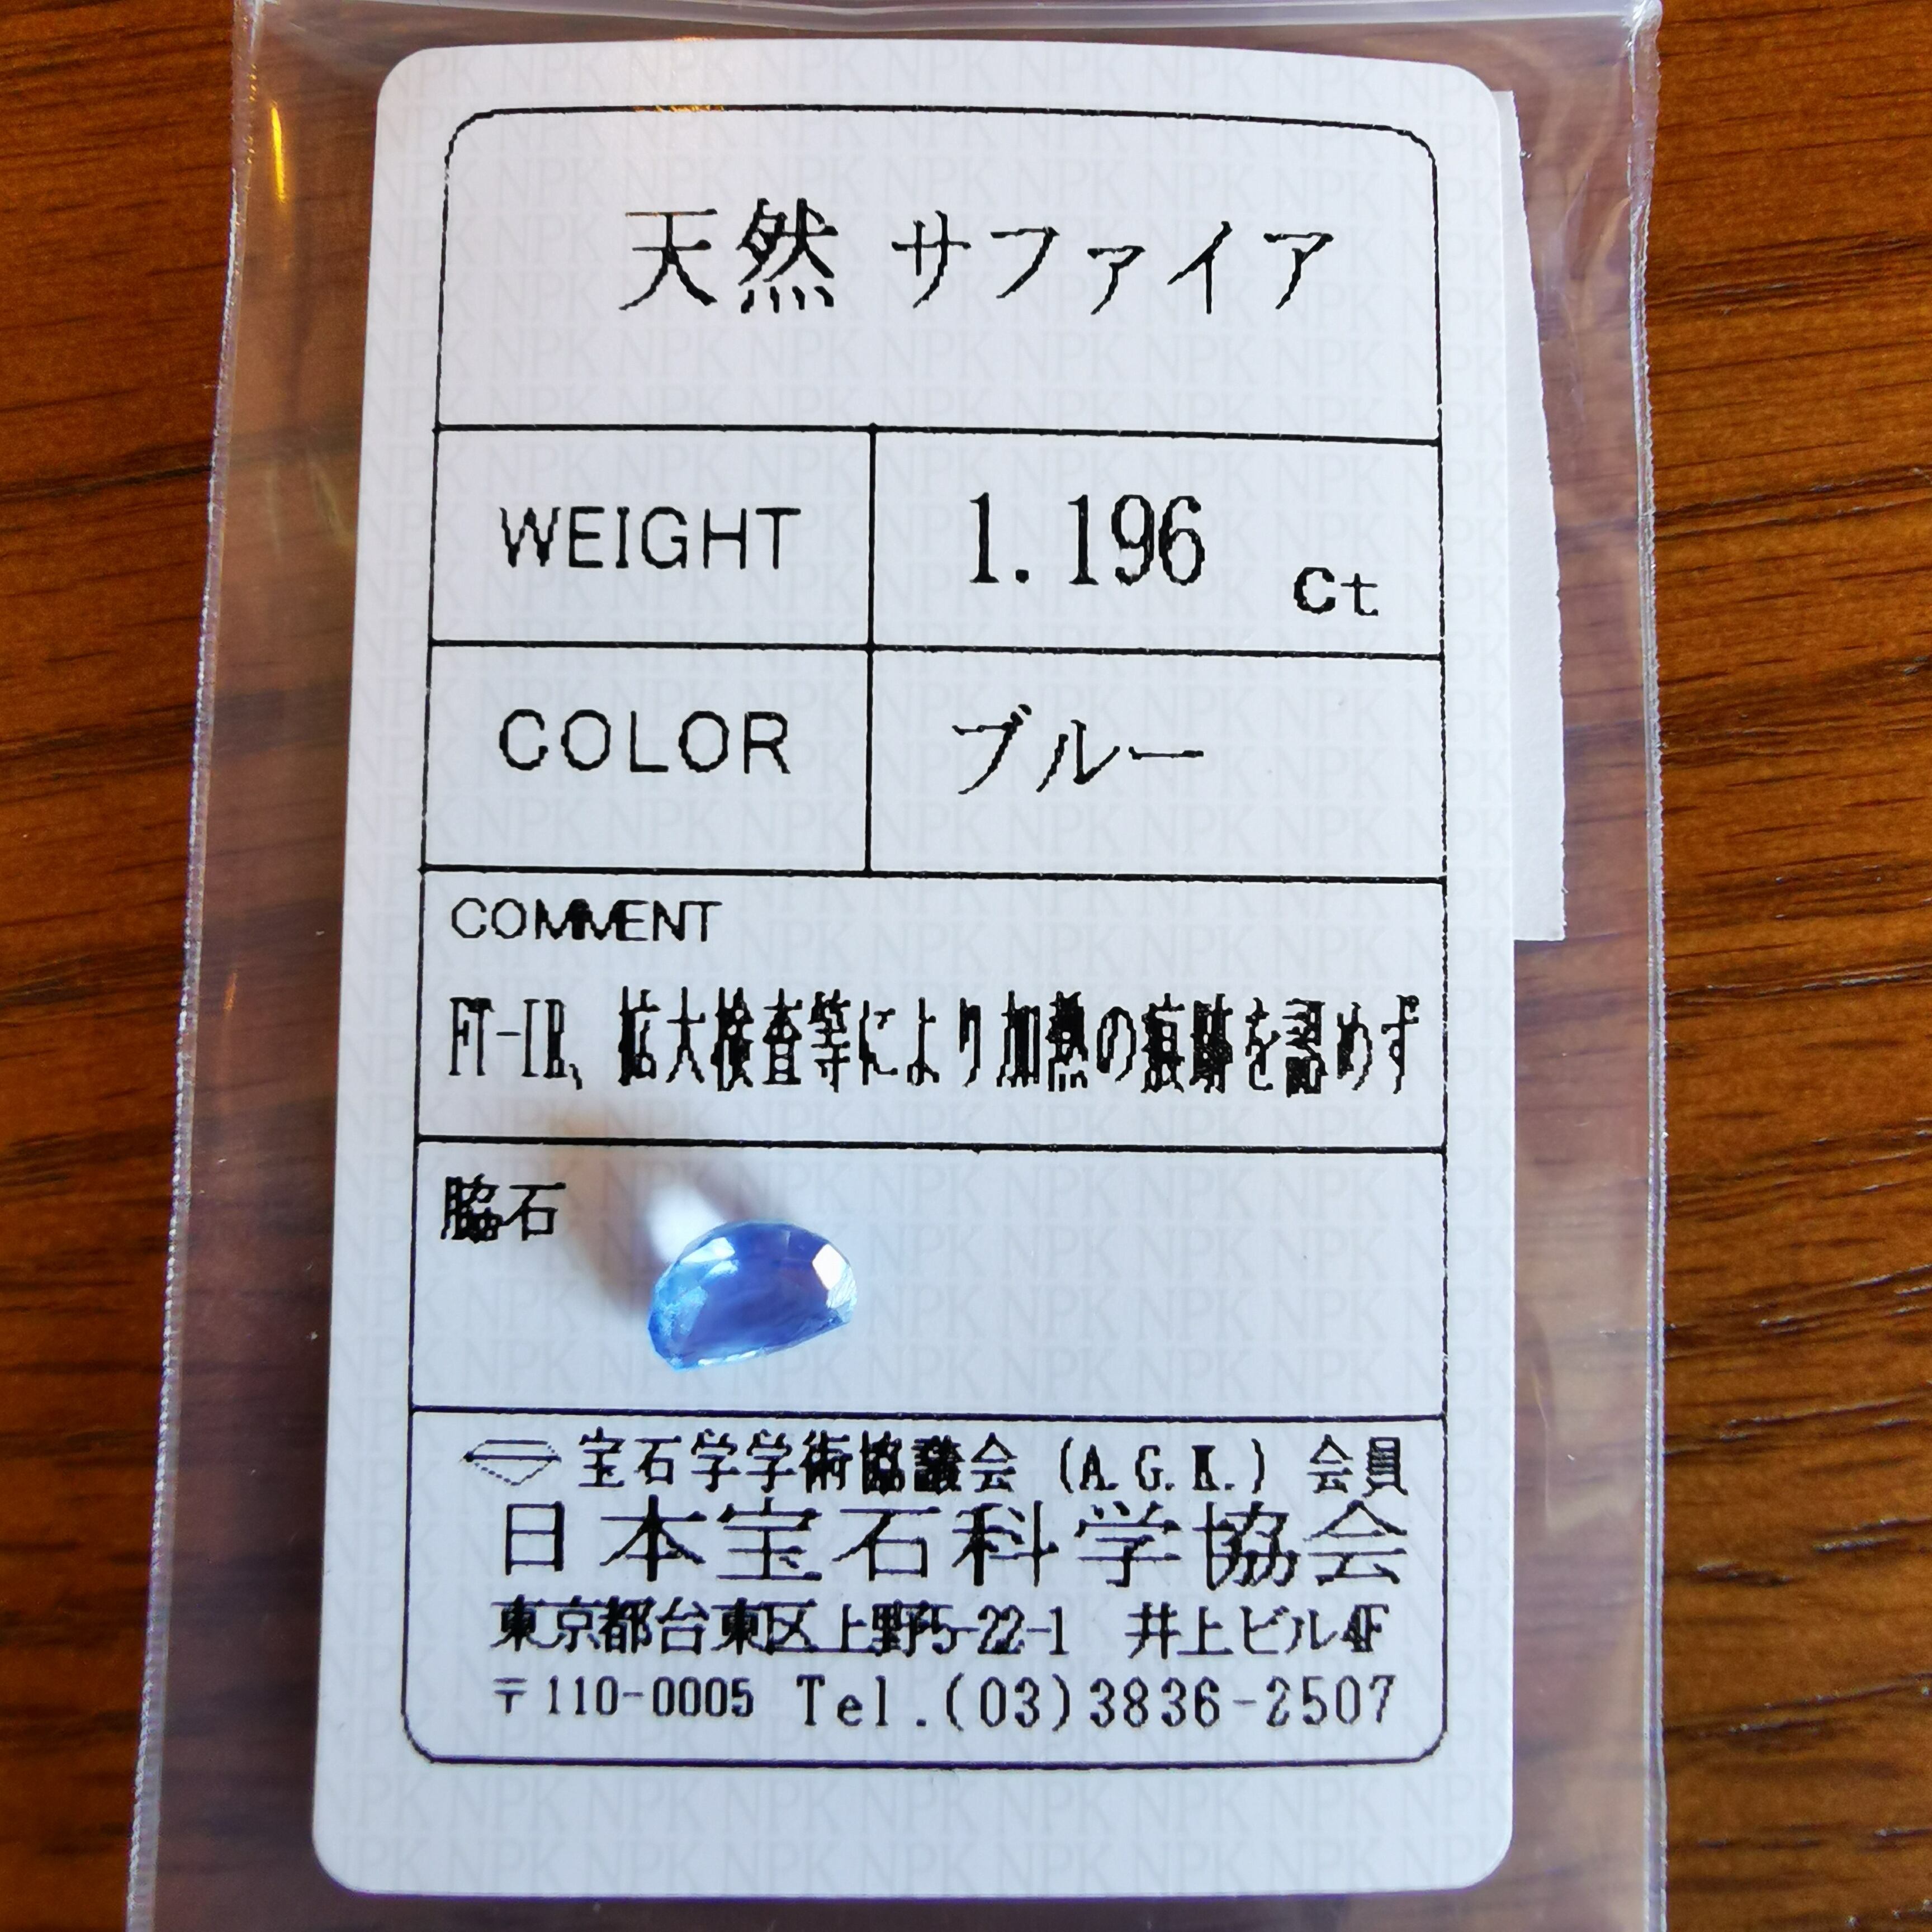 天然 サファイア
WEIGHT 1.196 ct
COLOR ブルー
COMMENT
FT-IR、拡大検査等により加熱の痕跡を認めず
脇石
宝石学学術協議会 (A.G.K.) 会員
日本宝石科学協会
東京都台東区上野5-22-1 井上ビル4F
〒110-0005 Tel.(03)3836-2507